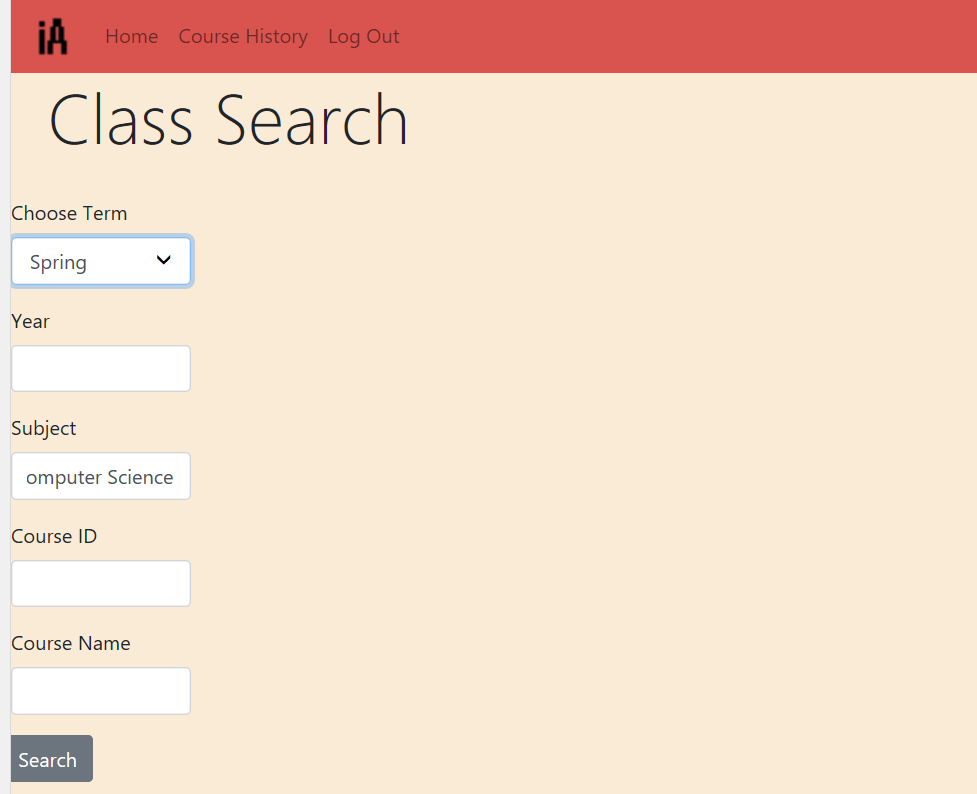 iA Home Course History Log Out
Class Search
Choose Term
Spring
Year
Subject
omputer Science
Course ID
Course Name
Search